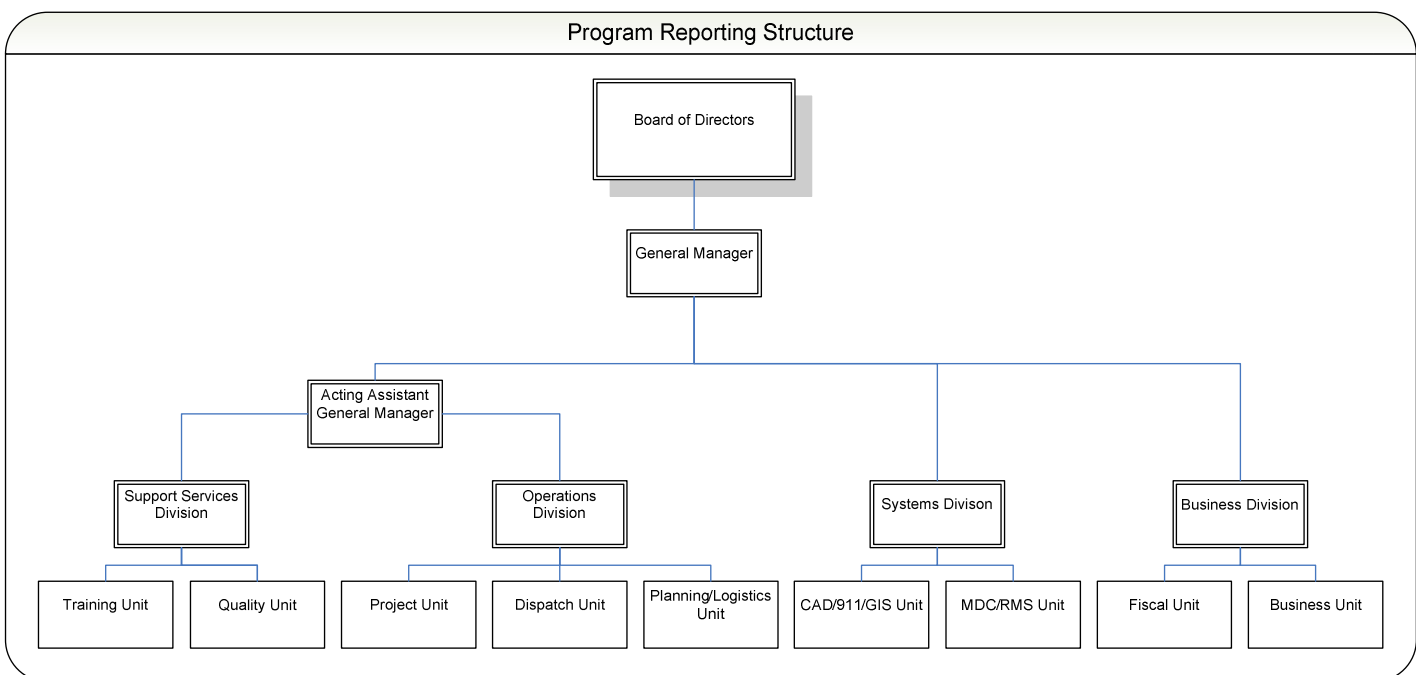 Program Reporting Structure
Board of Directors
General Manager
Acting Assistant
General Manager
Support Services
Division
Operations
Division
Systems Divison
Business Division
Training Unit
Quality Unit
Project Unit
Dispatch Unit
Planning/Logistics
Unit
CAD/911/GIS Unit
MDC/RMS Unit
Fiscal Unit
Business Unit